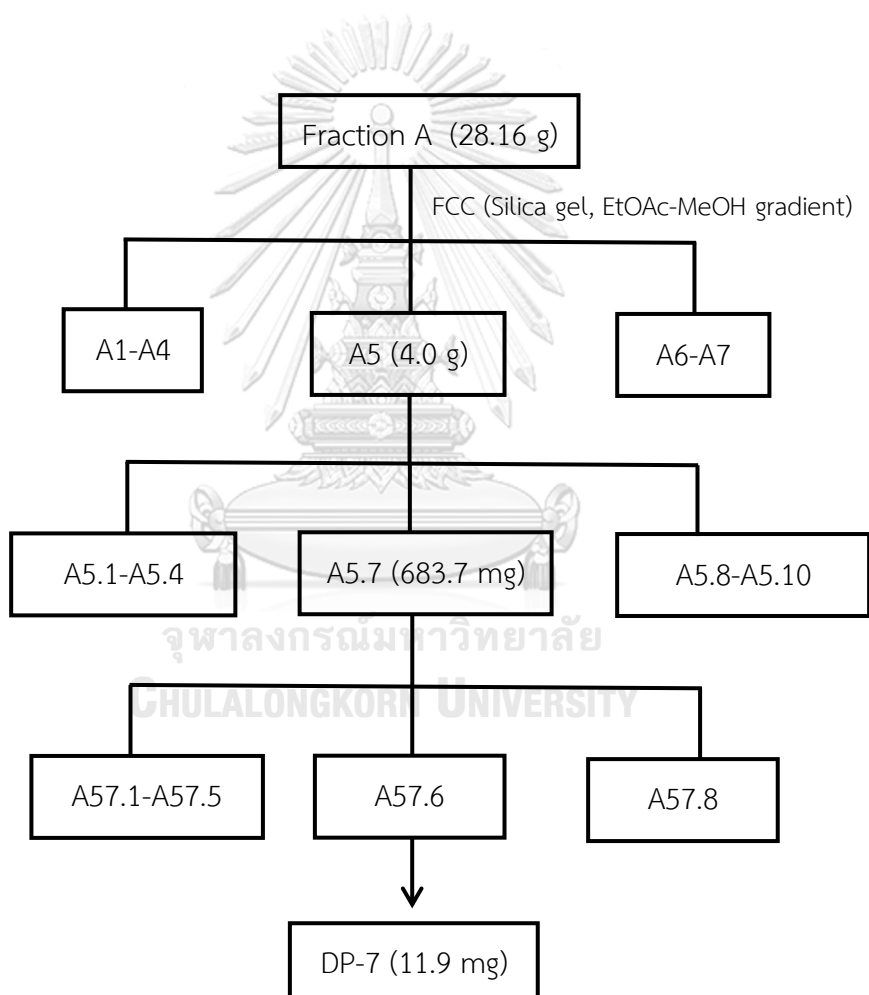 Fraction A (28.16 g)
FCC (Silica gel, EtOAc-MeOH gradient)
A1-A4
A5 (4.0 g)
A6-A7
A5.1-A5.4
A5.7 (683.7 mg)
A5.8-A5.10
จุฬาลงกรณ์มหาวิทยาลัย
CHULALONGKORN UNIVERSITY
A57.1-A57.5
A57.6
A57.8
DP-7 (11.9 mg)